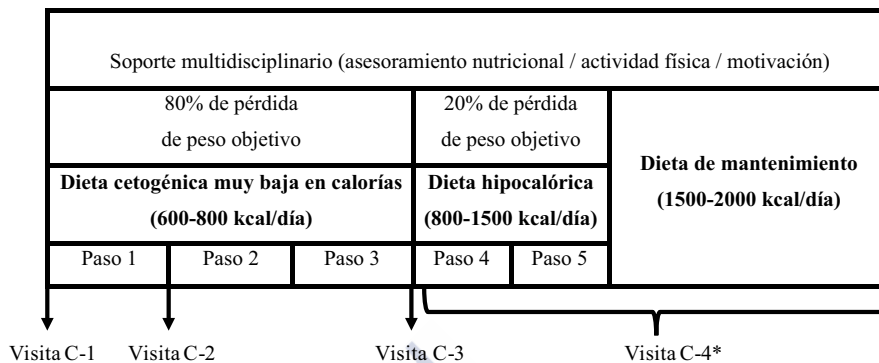 Soporte multidisciplinario (asesoramiento nutricional / actividad física / motivación)
80% de pérdida
de peso objetivo
20% de pérdida
de peso objetivo
Dieta de mantenimiento
(1500-2000 kcal/día)
Dieta cetogénica muy baja en calorías
(600-800 kcal/día)
Dieta hipocalórica
(800-1500 kcal/día)
Paso 1
Paso 2
Paso 3
Paso 4
Paso 5
Visita C-1
Visita C-2
Visita C-3
Visita C-4*